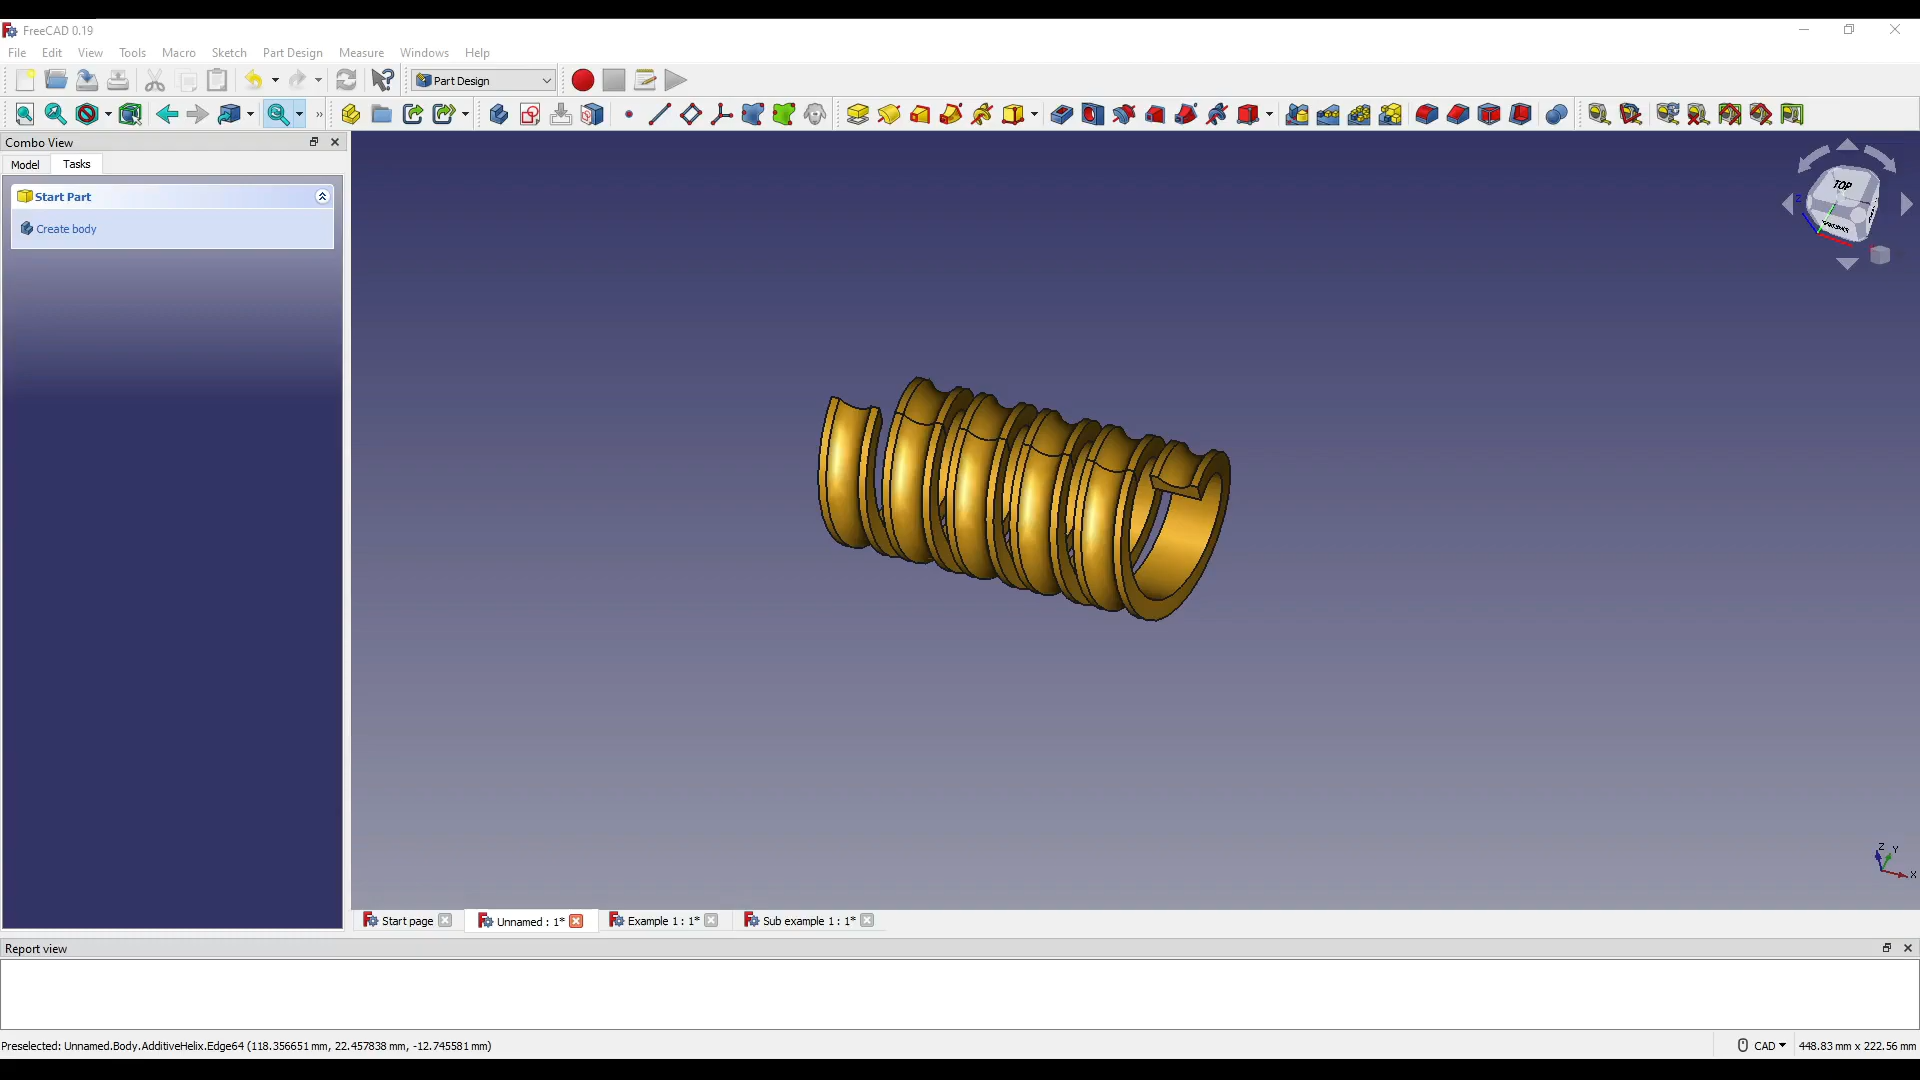 FreeCAD 0.19
File Edit View Tools Macro Sketch Part Design Measure Windows Help
Part Design
Combo View
Model Tasks
Start Part
Create body
TOP
Z
Z Y
X
Start page Unnamed : 1* Example 1 : 1* Sub example 1 : 1*
Report view
Preselected: Unnamed.Body.AdditiveHelix.Edge64 (118.356651 mm, 22.457838 mm, -12.745581 mm) CAD 448.83 mm x 222.56 mm